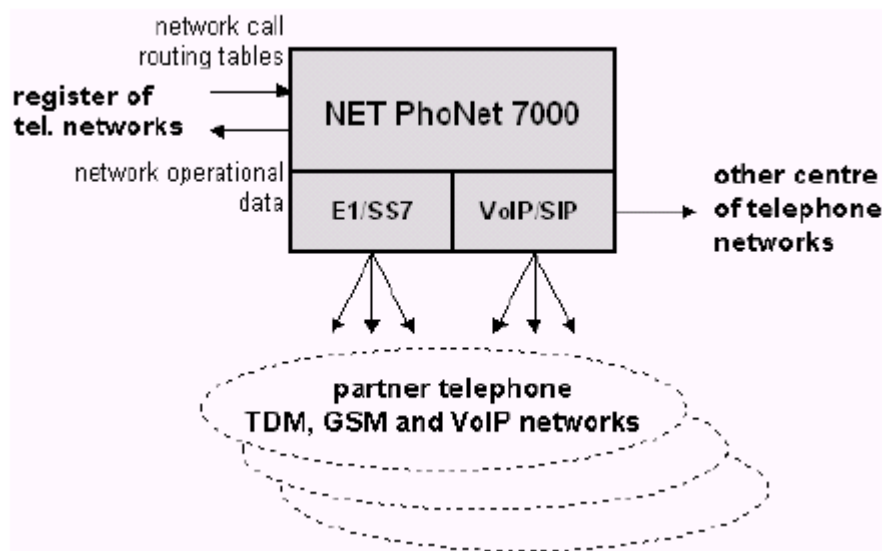 network call
routing tables
register of
tel. networks
network operational
data
NET PhoNet 7000
E1/SS7
VoIP/SIP
other centre
of telephone
networks
partner telephone
TDM, GSM and VoIP networks